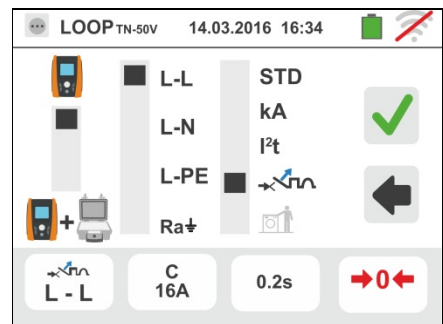 LOOP TN-50V 14.03.2016 16:34
L-L STD
L-N kA
I²t
L-PE
Ra⏚
L - L C 16A 0.2s →0←